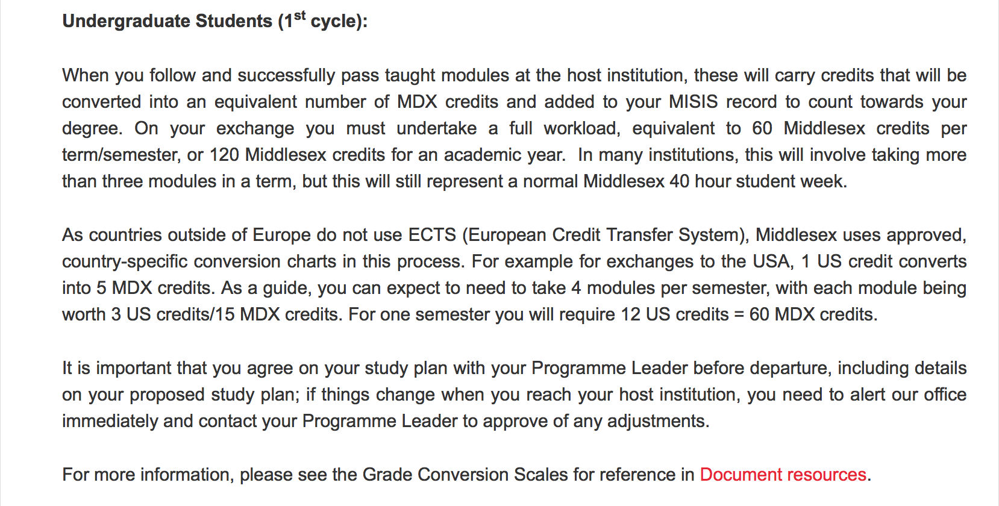 Undergraduate Students (1st cycle):
When you follow and successfully pass taught modules at the host institution, these will carry credits that will be
converted into an equivalent number of MDX credits and added to your MISIS record to count towards your
degree. On your exchange you must undertake a full workload, equivalent to 60 Middlesex credits per
term/semester, or 120 Middlesex credits for an academic year.  In many institutions, this will involve taking more
than three modules in a term, but this will still represent a normal Middlesex 40 hour student week.
As countries outside of Europe do not use ECTS (European Credit Transfer System), Middlesex uses approved,
country-specific conversion charts in this process. For example for exchanges to the USA, 1 US credit converts
into 5 MDX credits. As a guide, you can expect to need to take 4 modules per semester, with each module being
worth 3 US credits/15 MDX credits. For one semester you will require 12 US credits = 60 MDX credits.
It is important that you agree on your study plan with your Programme Leader before departure, including details
on your proposed study plan; if things change when you reach your host institution, you need to alert our office
immediately and contact your Programme Leader to approve of any adjustments.
For more information, please see the Grade Conversion Scales for reference in Document resources.